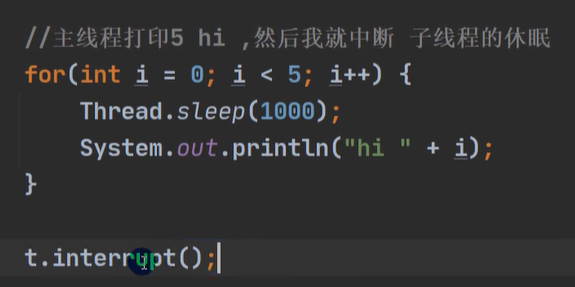 //主线程打印5 hi ,然后我就中断 子线程的休眠
for(int i = 0; i < 5; i++) {
Thread.sleep(1000);
System.out.println("hi " + i);
}
t.interrupt();